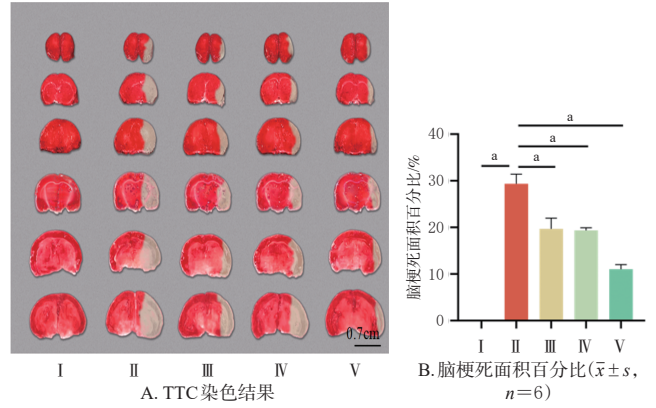 0.7cm
Ⅰ Ⅱ Ⅲ Ⅳ Ⅴ
A. TTC染色结果
脑梗死面积百分比/%
40
30
20
10
0
a
a
a
a
Ⅰ Ⅱ Ⅲ Ⅳ Ⅴ
B. 脑梗死面积百分比(x̄±s,
n=6)